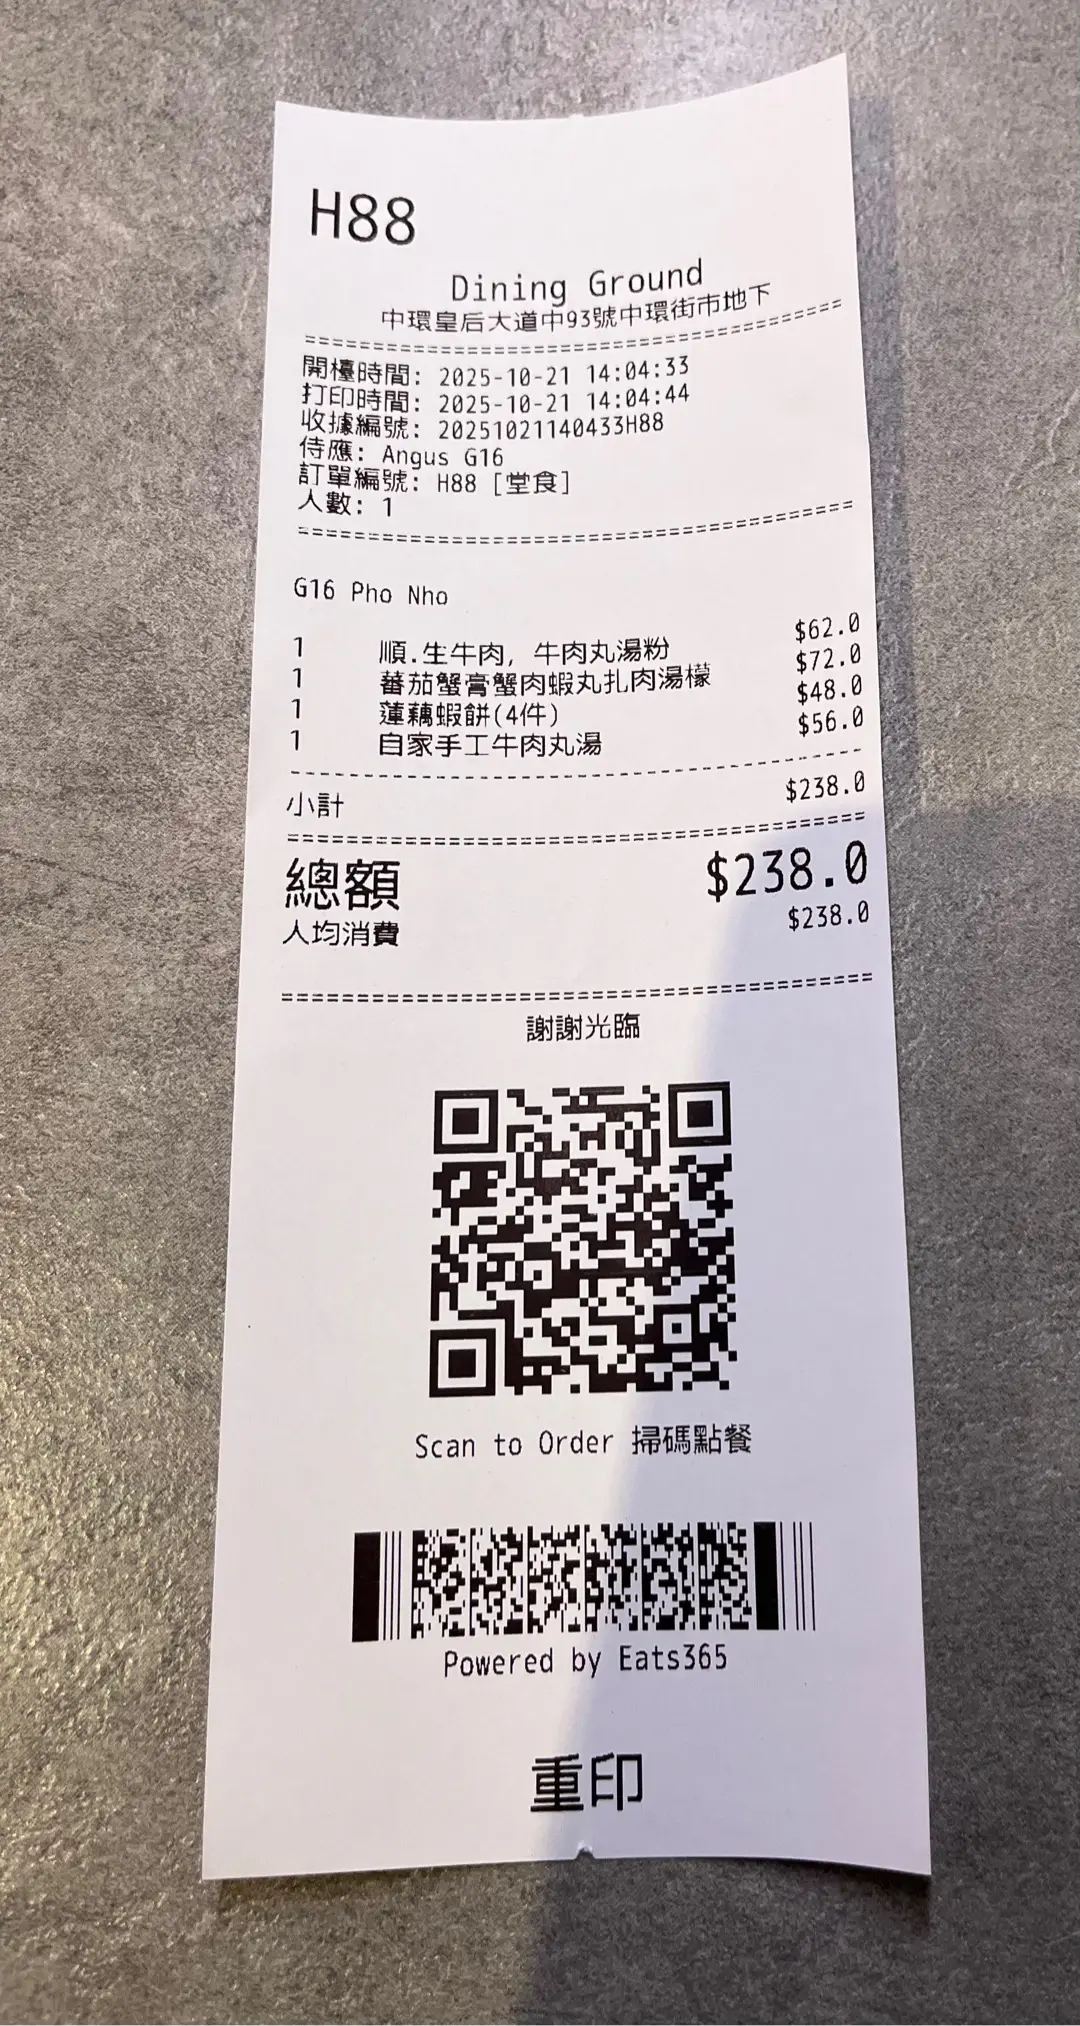 H88
Dining Ground
中環皇后大道中93號中環街市地下
開檯時間: 2025-10-21 14:04:33
打印時間: 2025-10-21 14:04:44
收據編號: 20251021140433H88
侍應: Angus G16
訂單編號: H88 [堂食]
人數: 1
G16 Pho Nho
1 順.生牛肉, 牛肉丸湯粉 $62.0
1 蕃茄蟹膏蟹肉蝦丸扎肉湯檬 $72.0
1 蓮藕蝦餅(4件) $48.0
1 自家手工牛肉丸湯 $56.0
小計 $238.0
總額 $238.0
人均消費 $238.0
謝謝光臨
Scan to Order 掃碼點餐
Powered by Eats365
重印